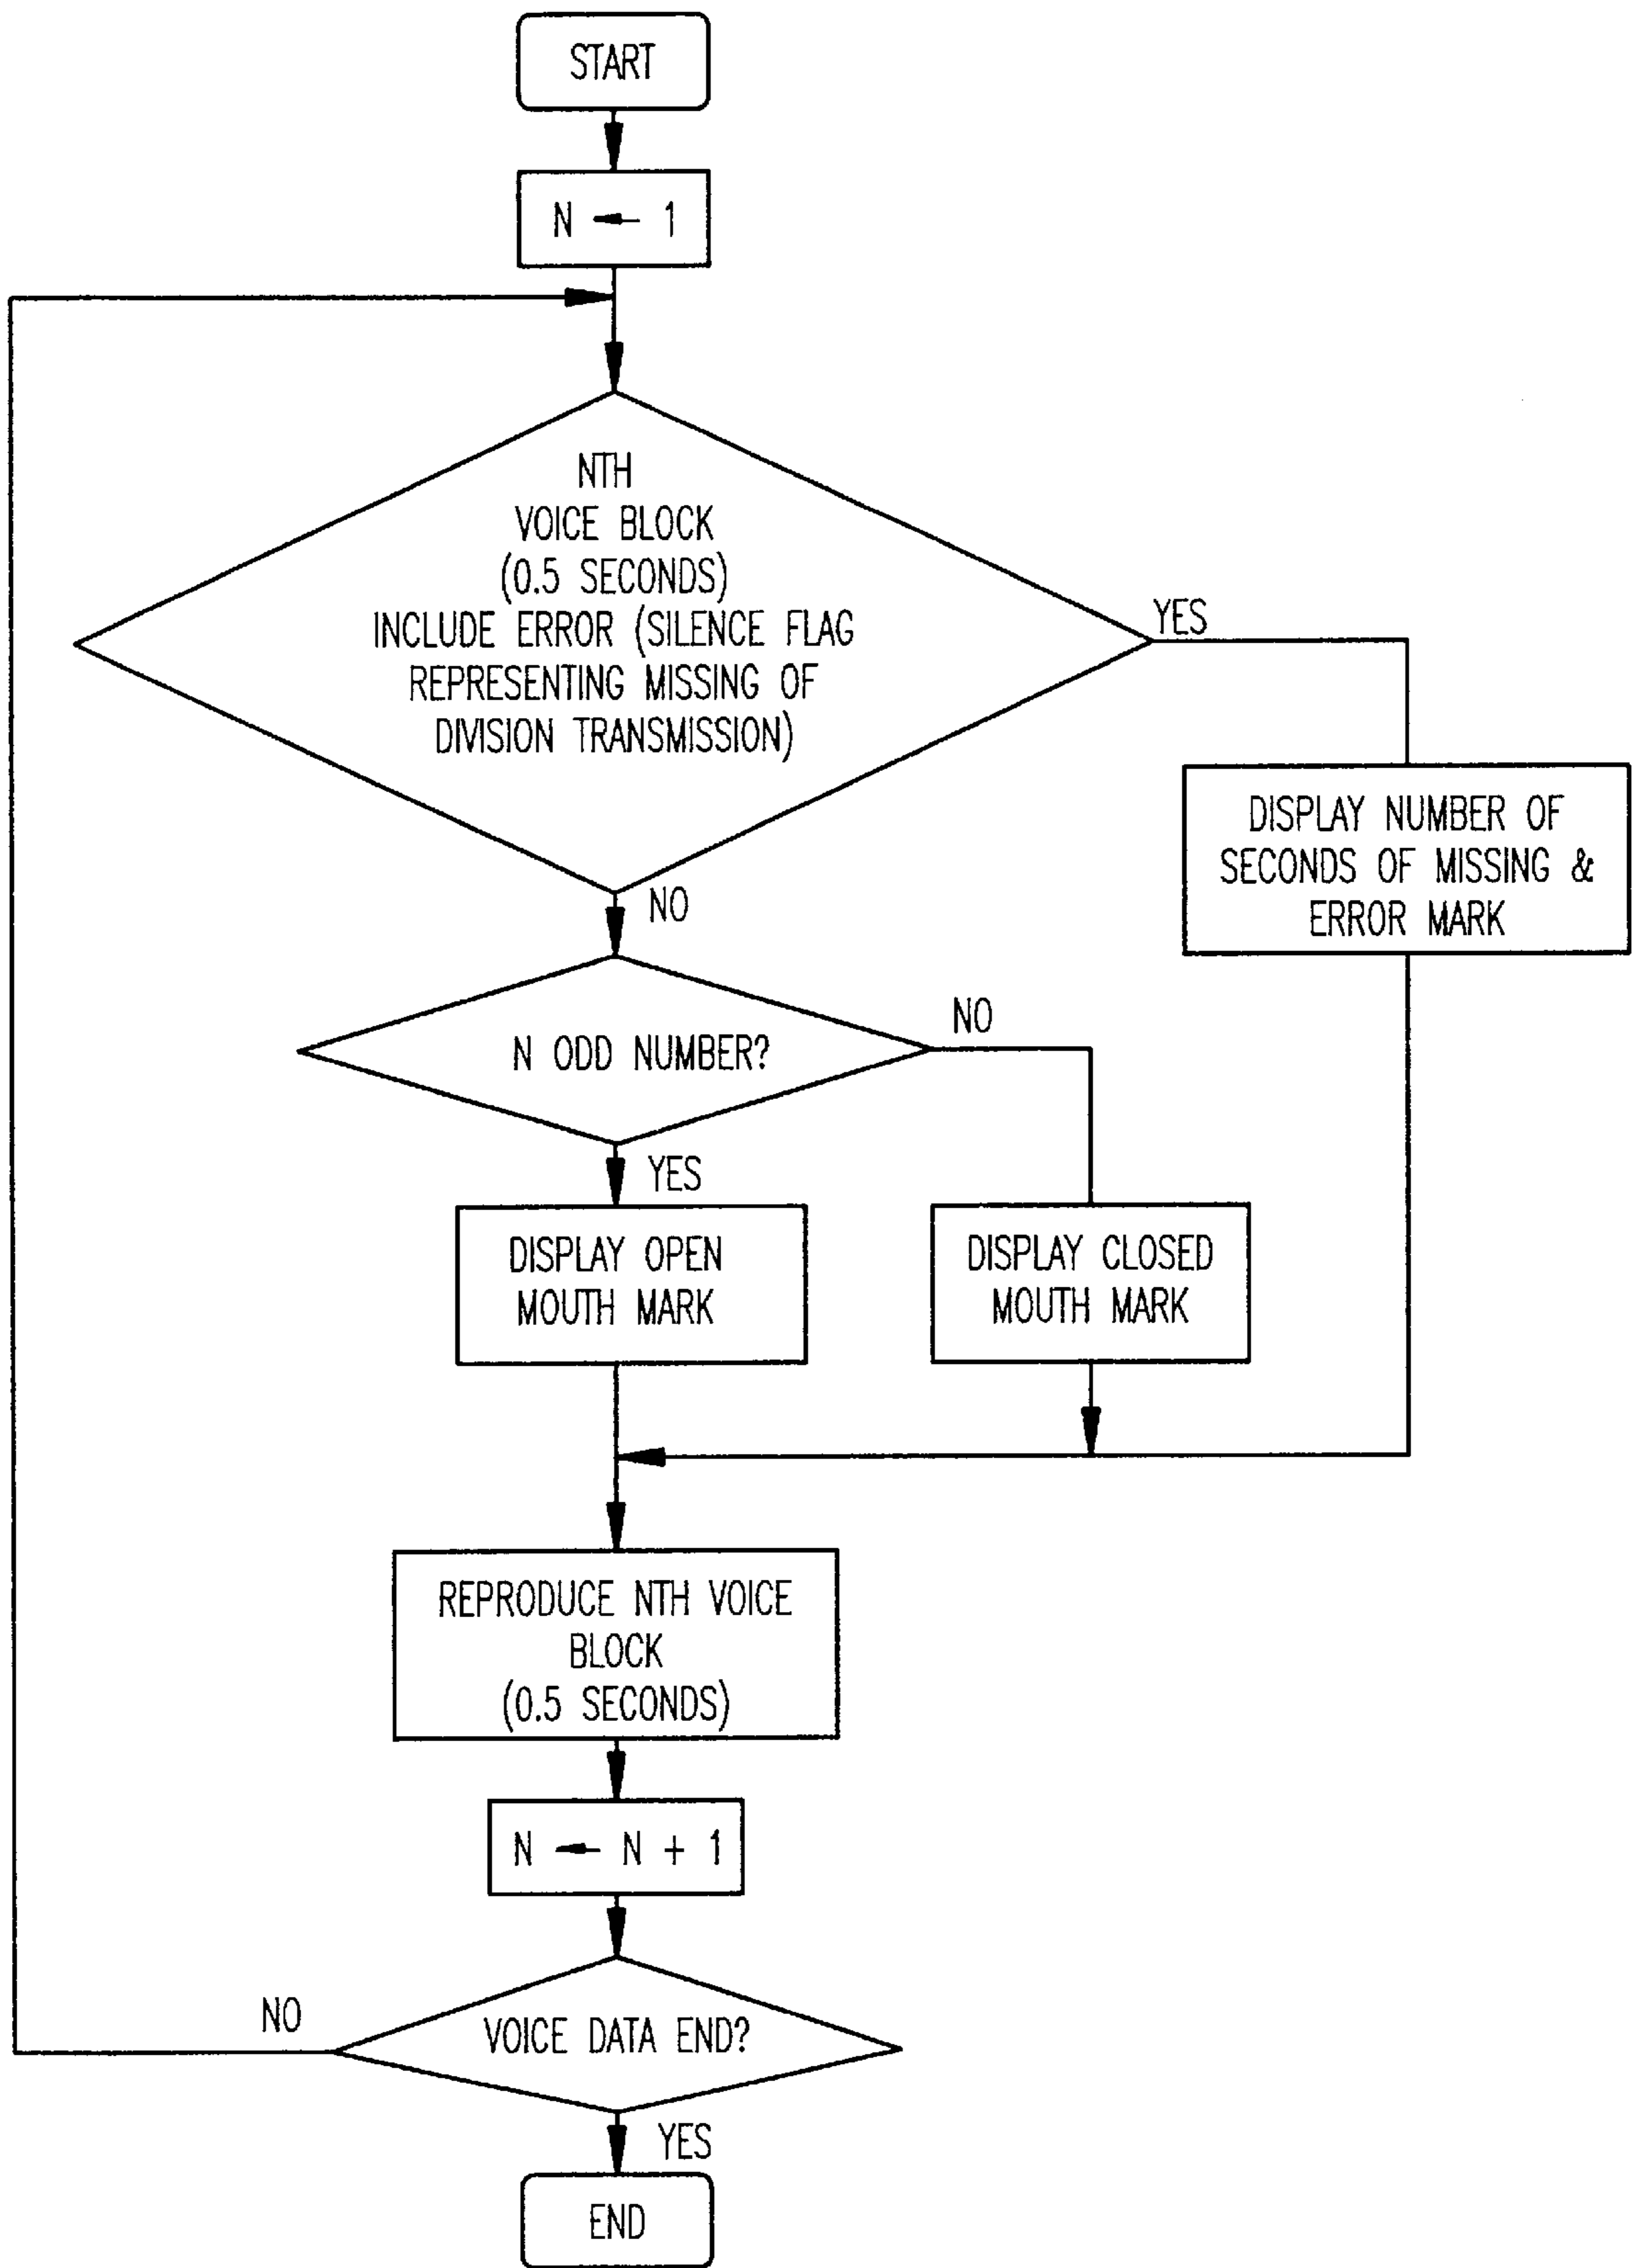 START
N ← 1
NTH
VOICE BLOCK
(0.5 SECONDS)
INCLUDE ERROR (SILENCE FLAG
REPRESENTING MISSING OF
DIVISION TRANSMISSION)
YES
DISPLAY NUMBER OF
SECONDS OF MISSING &
ERROR MARK
NO
N ODD NUMBER?
NO
YES
DISPLAY OPEN
MOUTH MARK
DISPLAY CLOSED
MOUTH MARK
REPRODUCE NTH VOICE
BLOCK
(0.5 SECONDS)
N ← N + 1
VOICE DATA END?
NO
YES
END